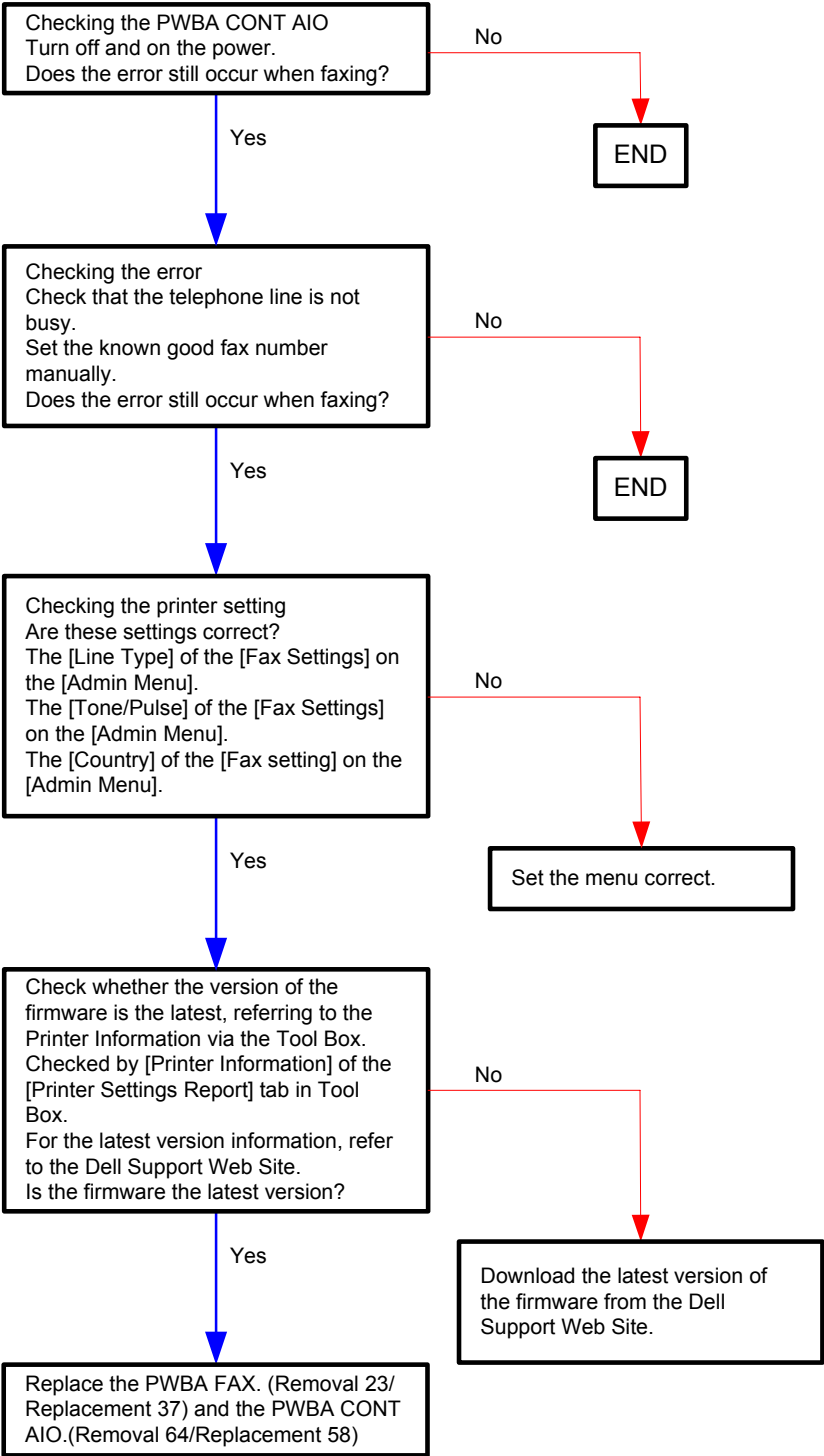 Checking the PWBA CONT AIO
Turn off and on the power.
Does the error still occur when faxing?
No
END
Yes
Checking the error
Check that the telephone line is not
busy.
Set the known good fax number
manually.
Does the error still occur when faxing?
No
END
Yes
Checking the printer setting
Are these settings correct?
The [Line Type] of the [Fax Settings] on
the [Admin Menu].
The [Tone/Pulse] of the [Fax Settings]
on the [Admin Menu].
The [Country] of the [Fax setting] on the
[Admin Menu].
No
Set the menu correct.
Yes
Check whether the version of the
firmware is the latest, referring to the
Printer Information via the Tool Box.
Checked by [Printer Information] of the
[Printer Settings Report] tab in Tool
Box.
For the latest version information, refer
to the Dell Support Web Site.
Is the firmware the latest version?
No
Download the latest version of
the firmware from the Dell
Support Web Site.
Yes
Replace the PWBA FAX. (Removal 23/
Replacement 37) and the PWBA CONT
AIO.(Removal 64/Replacement 58)